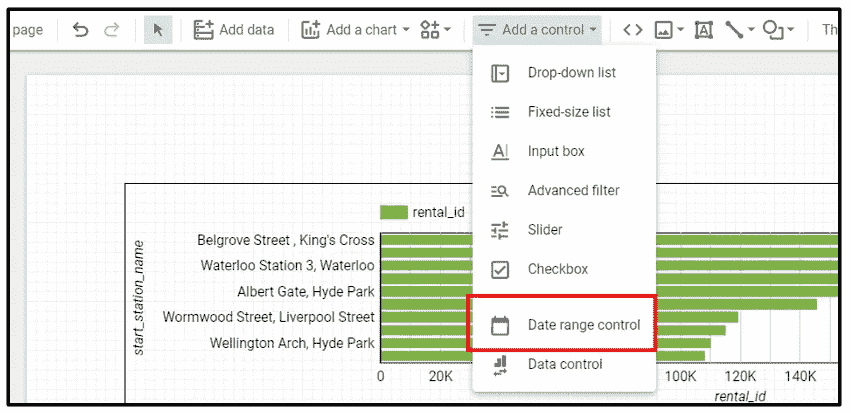 page Add data Add a chart Add a control Th
Drop-down list
Fixed-size list
Input box
Advanced filter
Slider
Checkbox
Date range control
Data control
rental_id
start_station_name
Belgrove Street , King's Cross
Waterloo Station 3, Waterloo
Albert Gate, Hyde Park
Wormwood Street, Liverpool Street
Wellington Arch, Hyde Park
0 20K 100K 120K 140K
rental_id